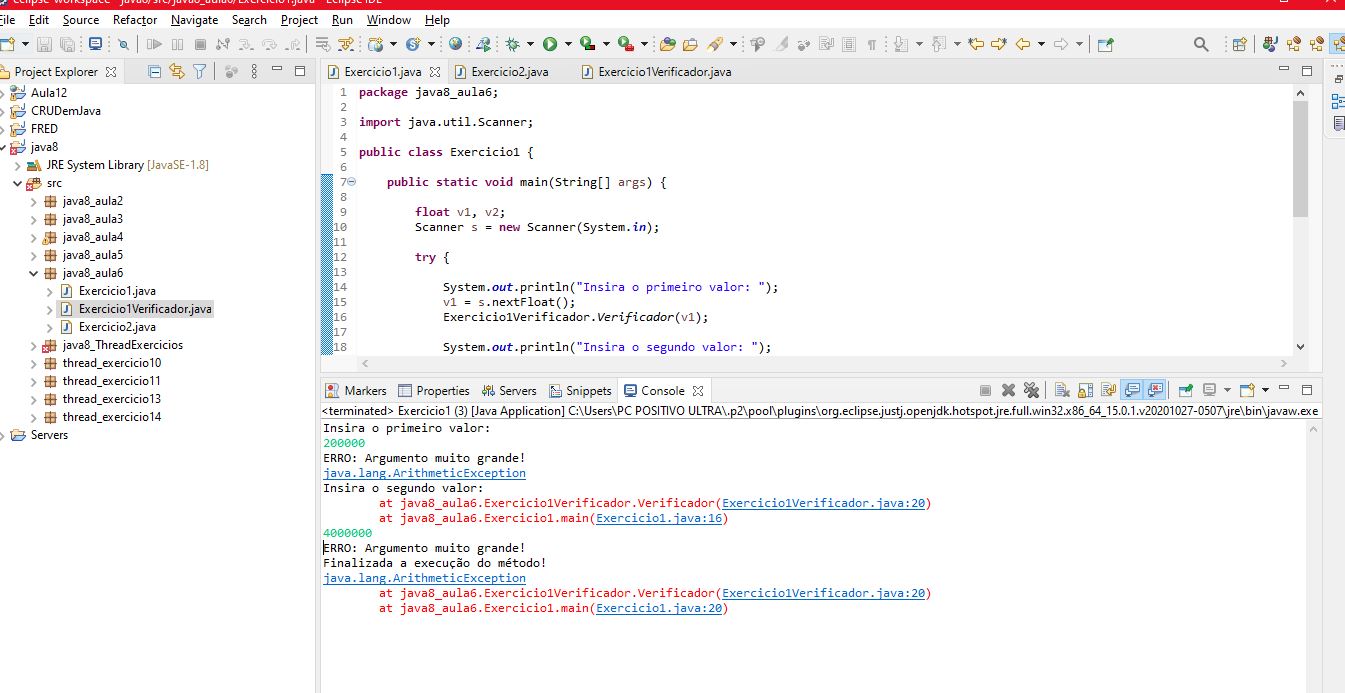 eclipse-workspace - java8/src/java8_aula6/Exercicio1.java - Eclipse IDE
File Edit Source Refactor Navigate Search Project Run Window Help
Project Explorer
Aula12
CRUDemJava
FRED
java8
JRE System Library [JavaSE-1.8]
src
java8_aula2
java8_aula3
java8_aula4
java8_aula5
java8_aula6
Exercicio1.java
Exercicio1Verificador.java
Exercicio2.java
java8_ThreadExercicios
thread_exercicio10
thread_exercicio11
thread_exercicio13
thread_exercicio14
Servers
Exercicio1.java Exercicio2.java Exercicio1Verificador.java
1 package java8_aula6;
2
3 import java.util.Scanner;
4
5 public class Exercicio1 {
6
7 public static void main(String[] args) {
8
9 float v1, v2;
10 Scanner s = new Scanner(System.in);
11
12 try {
13
14 System.out.println("Insira o primeiro valor: ");
15 v1 = s.nextFloat();
16 Exercicio1Verificador.Verificador(v1);
17
18 System.out.println("Insira o segundo valor: ");
Markers Properties Servers Snippets Console
<terminated> Exercicio1 (3) [Java Application] C:\Users\PC POSITIVO ULTRA\.p2\pool\plugins\org.eclipse.justj.openjdk.hotspot.jre.full.win32.x86_64_15.0.1.v20201027-0507\jre\bin\javaw.exe
Insira o primeiro valor:
200000
ERRO: Argumento muito grande!
java.lang.ArithmeticException
Insira o segundo valor:
at java8_aula6.Exercicio1Verificador.Verificador(Exercicio1Verificador.java:20)
at java8_aula6.Exercicio1.main(Exercicio1.java:16)
4000000
ERRO: Argumento muito grande!
Finalizada a execução do método!
java.lang.ArithmeticException
at java8_aula6.Exercicio1Verificador.Verificador(Exercicio1Verificador.java:20)
at java8_aula6.Exercicio1.main(Exercicio1.java:20)